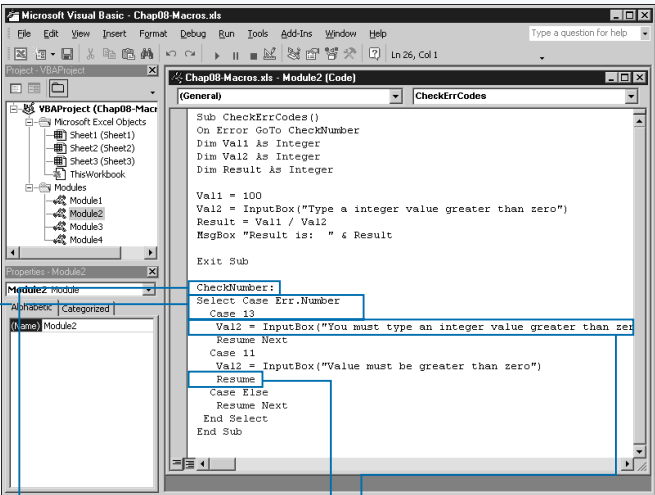 Microsoft Visual Basic - Chap08-Macros.xls
File Edit View Insert Format Debug Run Tools Add-Ins Window Help
Type a question for help
Ln 26, Col 1
Project - VBAProject
VBAProject (Chap08-Macr
Microsoft Excel Objects
Sheet1 (Sheet1)
Sheet2 (Sheet2)
Sheet3 (Sheet3)
ThisWorkbook
Modules
Module1
Module2
Module3
Module4
Properties - Module2
Module2 Module
Alphabetic Categorized
(Name) Module2
Chap08-Macros.xls - Module2 (Code)
(General) CheckErrCodes
Sub CheckErrCodes()
On Error GoTo CheckNumber
Dim Val1 As Integer
Dim Val2 As Integer
Dim Result As Integer
Val1 = 100
Val2 = InputBox("Type a integer value greater than zero")
Result = Val1 / Val2
MsgBox "Result is:  " & Result
Exit Sub
CheckNumber:
Select Case Err.Number
Case 13
Val2 = InputBox("You must type an integer value greater than zer
Resume Next
Case 11
Val2 = InputBox("Value must be greater than zero")
Resume
Case Else
Resume Next
End Select
End Sub